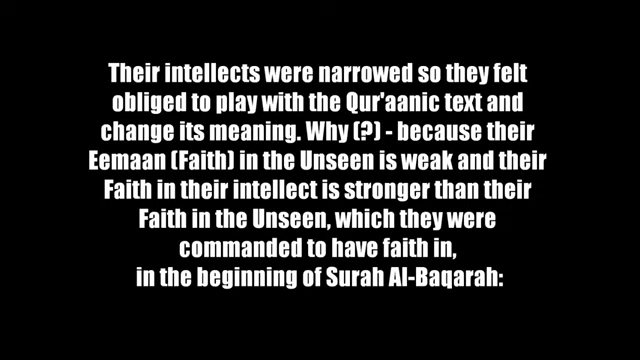 Their intellects were narrowed so they felt
obliged to play with the Qur'aanic text and
change its meaning. Why (?) - because their
Eemaan (Faith) in the Unseen is weak and their
Faith in their intellect is stronger than their
Faith in the Unseen, which they were
commanded to have faith in,
in the beginning of Surah Al-Baqarah: